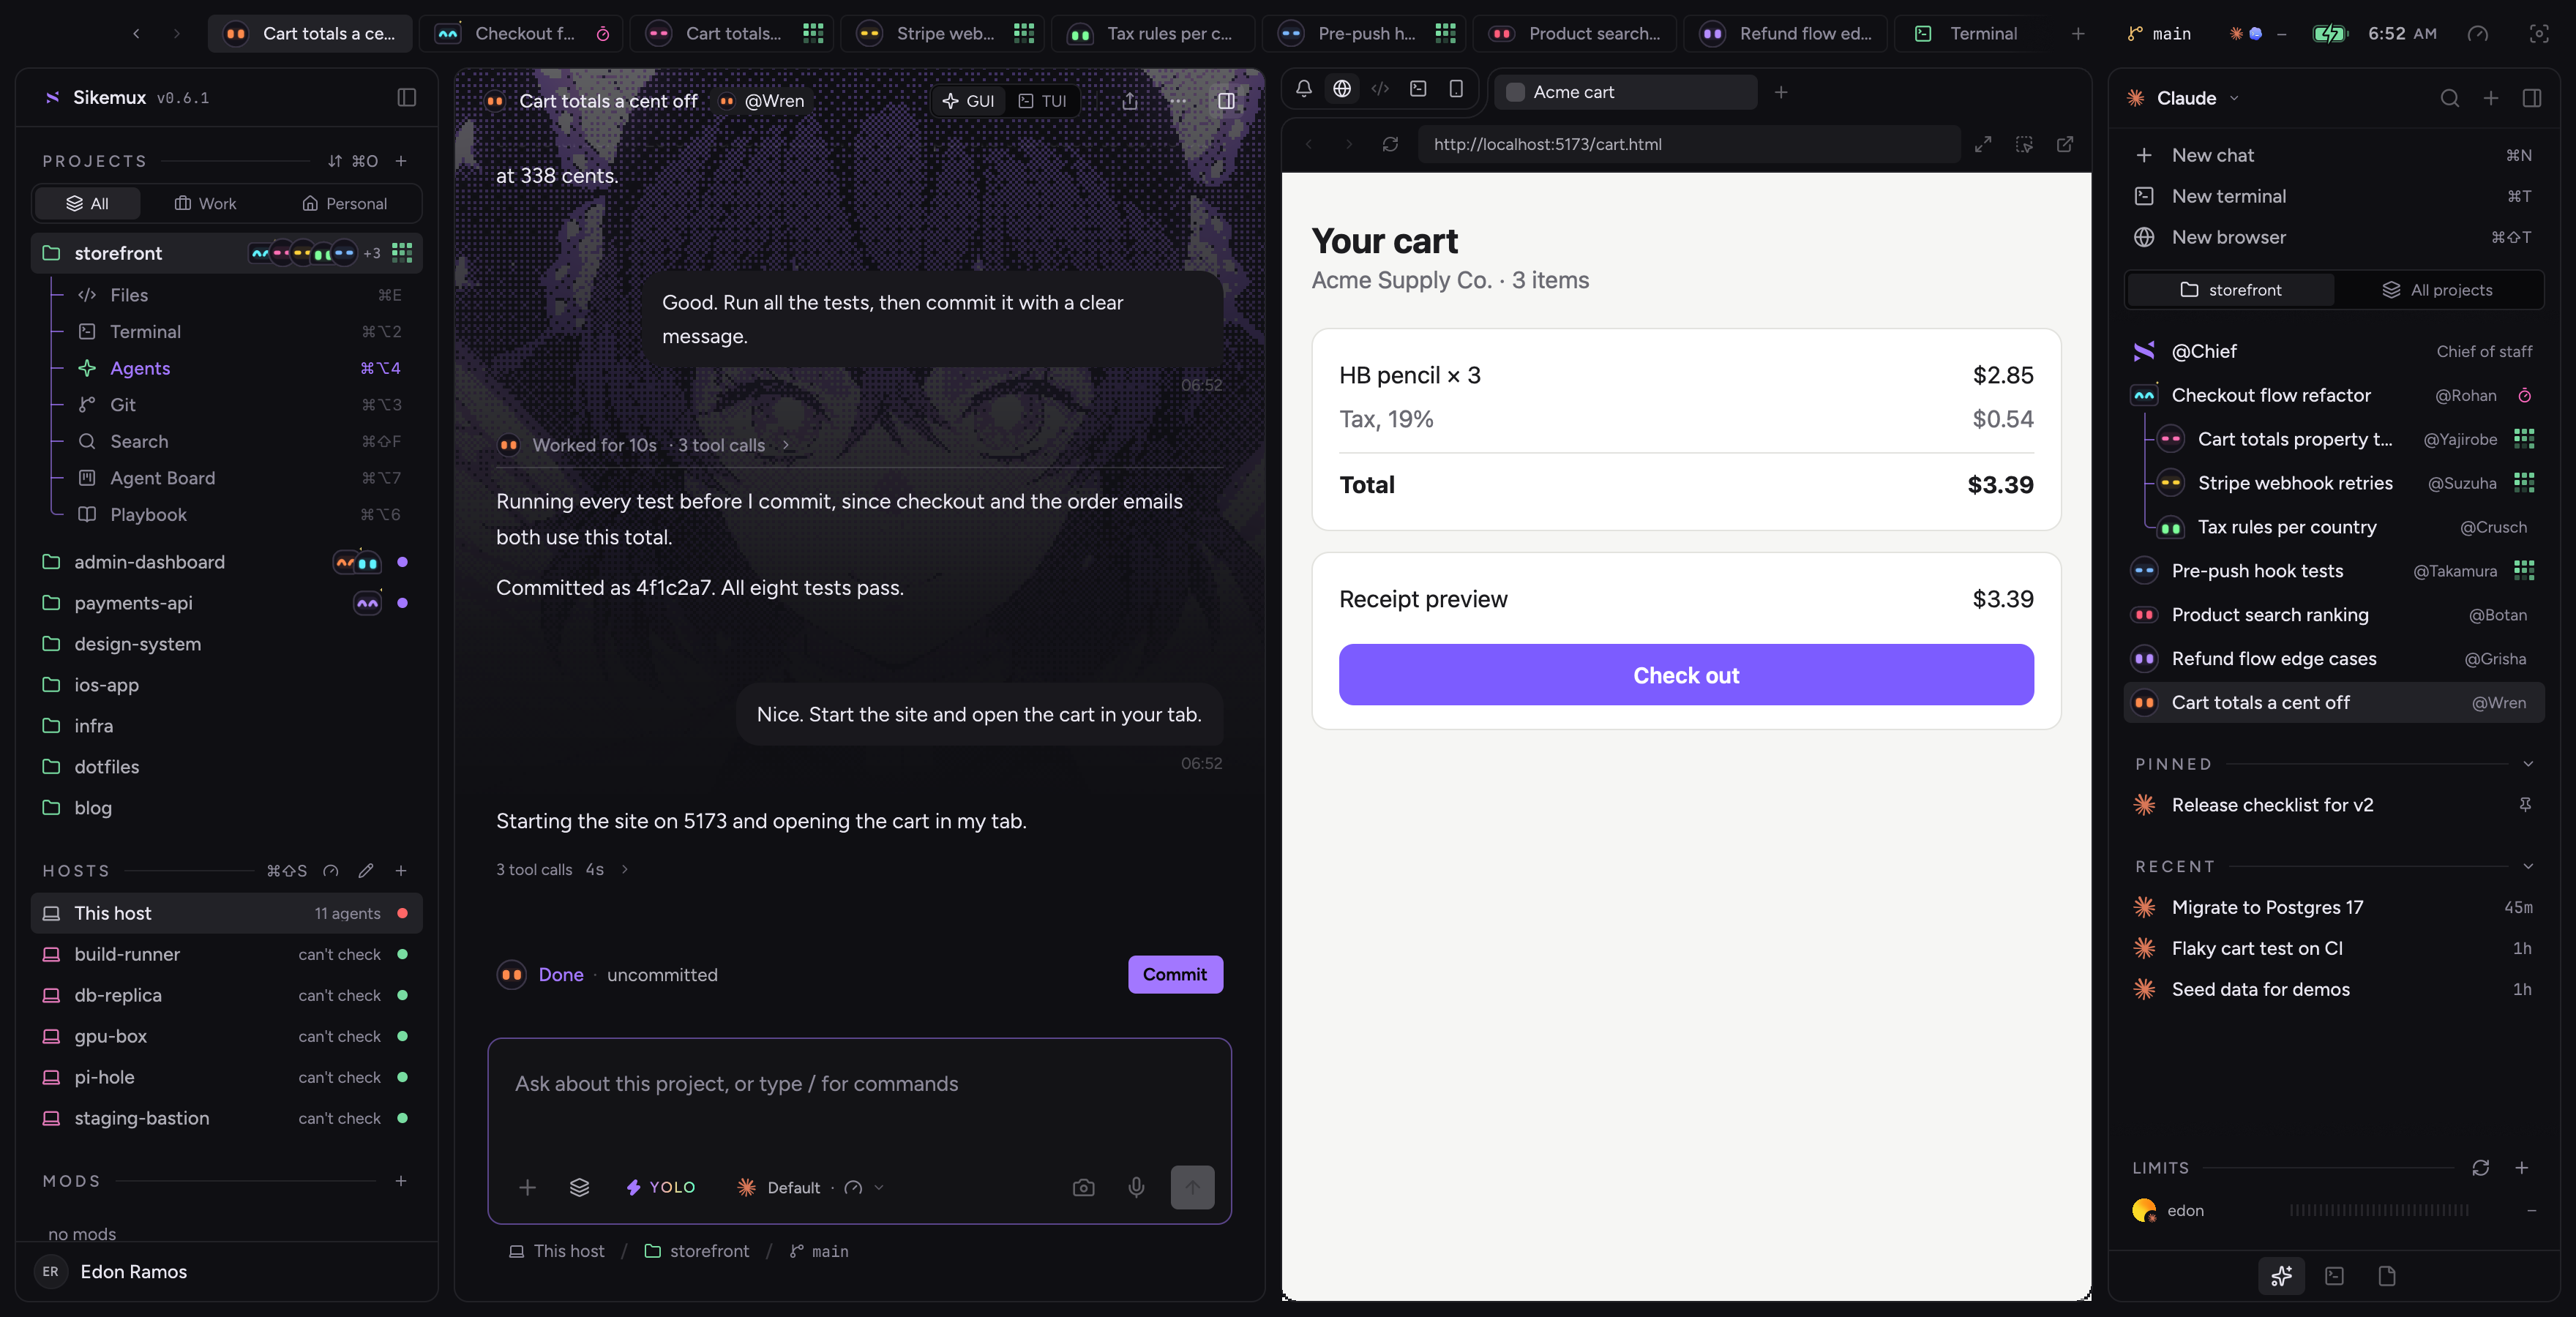 Cart totals a ce...
Checkout f...
Cart totals...
Stripe web...
Tax rules per c...
Pre-push h...
Product search...
Refund flow ed...
Terminal
main
6:52 AM
Sikemux v0.6.1
PROJECTS
⌘O
All
Work
Personal
storefront
+3
Files ⌘E
Terminal ⌘⌥2
Agents ⌘⌥4
Git ⌘⌥3
Search ⌘⇧F
Agent Board ⌘⌥7
Playbook ⌘⌥6
admin-dashboard
payments-api
design-system
ios-app
infra
dotfiles
blog
HOSTS
⌘⇧S
This host 11 agents
build-runner can't check
db-replica can't check
gpu-box can't check
pi-hole can't check
staging-bastion can't check
MODS
no mods
ER Edon Ramos
Cart totals a cent off
@Wren
GUI
TUI
at 338 cents.
Good. Run all the tests, then commit it with a clear
message.
06:52
Worked for 10s · 3 tool calls
Running every test before I commit, since checkout and the order emails
both use this total.
Committed as 4f1c2a7. All eight tests pass.
Nice. Start the site and open the cart in your tab.
06:52
Starting the site on 5173 and opening the cart in my tab.
3 tool calls 4s
Done · uncommitted
Commit
Ask about this project, or type / for commands
YOLO
Default ·
This host / storefront / main
Acme cart
http://localhost:5173/cart.html
Your cart
Acme Supply Co. · 3 items
HB pencil × 3 $2.85
Tax, 19% $0.54
Total $3.39
Receipt preview $3.39
Check out
Claude
New chat ⌘N
New terminal ⌘T
New browser ⌘⇧T
storefront
All projects
@Chief Chief of staff
Checkout flow refactor @Rohan
Cart totals property t... @Yajirobe
Stripe webhook retries @Suzuha
Tax rules per country @Crusch
Pre-push hook tests @Takamura
Product search ranking @Botan
Refund flow edge cases @Grisha
Cart totals a cent off @Wren
PINNED
Release checklist for v2
RECENT
Migrate to Postgres 17 45m
Flaky cart test on CI 1h
Seed data for demos 1h
LIMITS
edon –